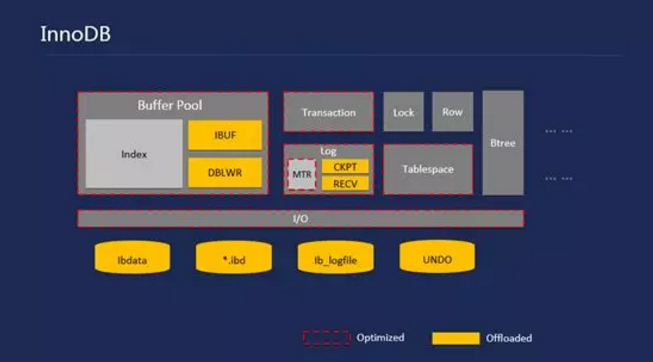 InnoDB
Buffer Pool
Index
IBUF
DBLWR
Transaction
Lock
Row
Btree
... ...
Log
MTR
CKPT
RECV
Tablespace
... ...
I/O
Ibdata
*.ibd
Ib_logfile
UNDO
Optimized
Offloaded